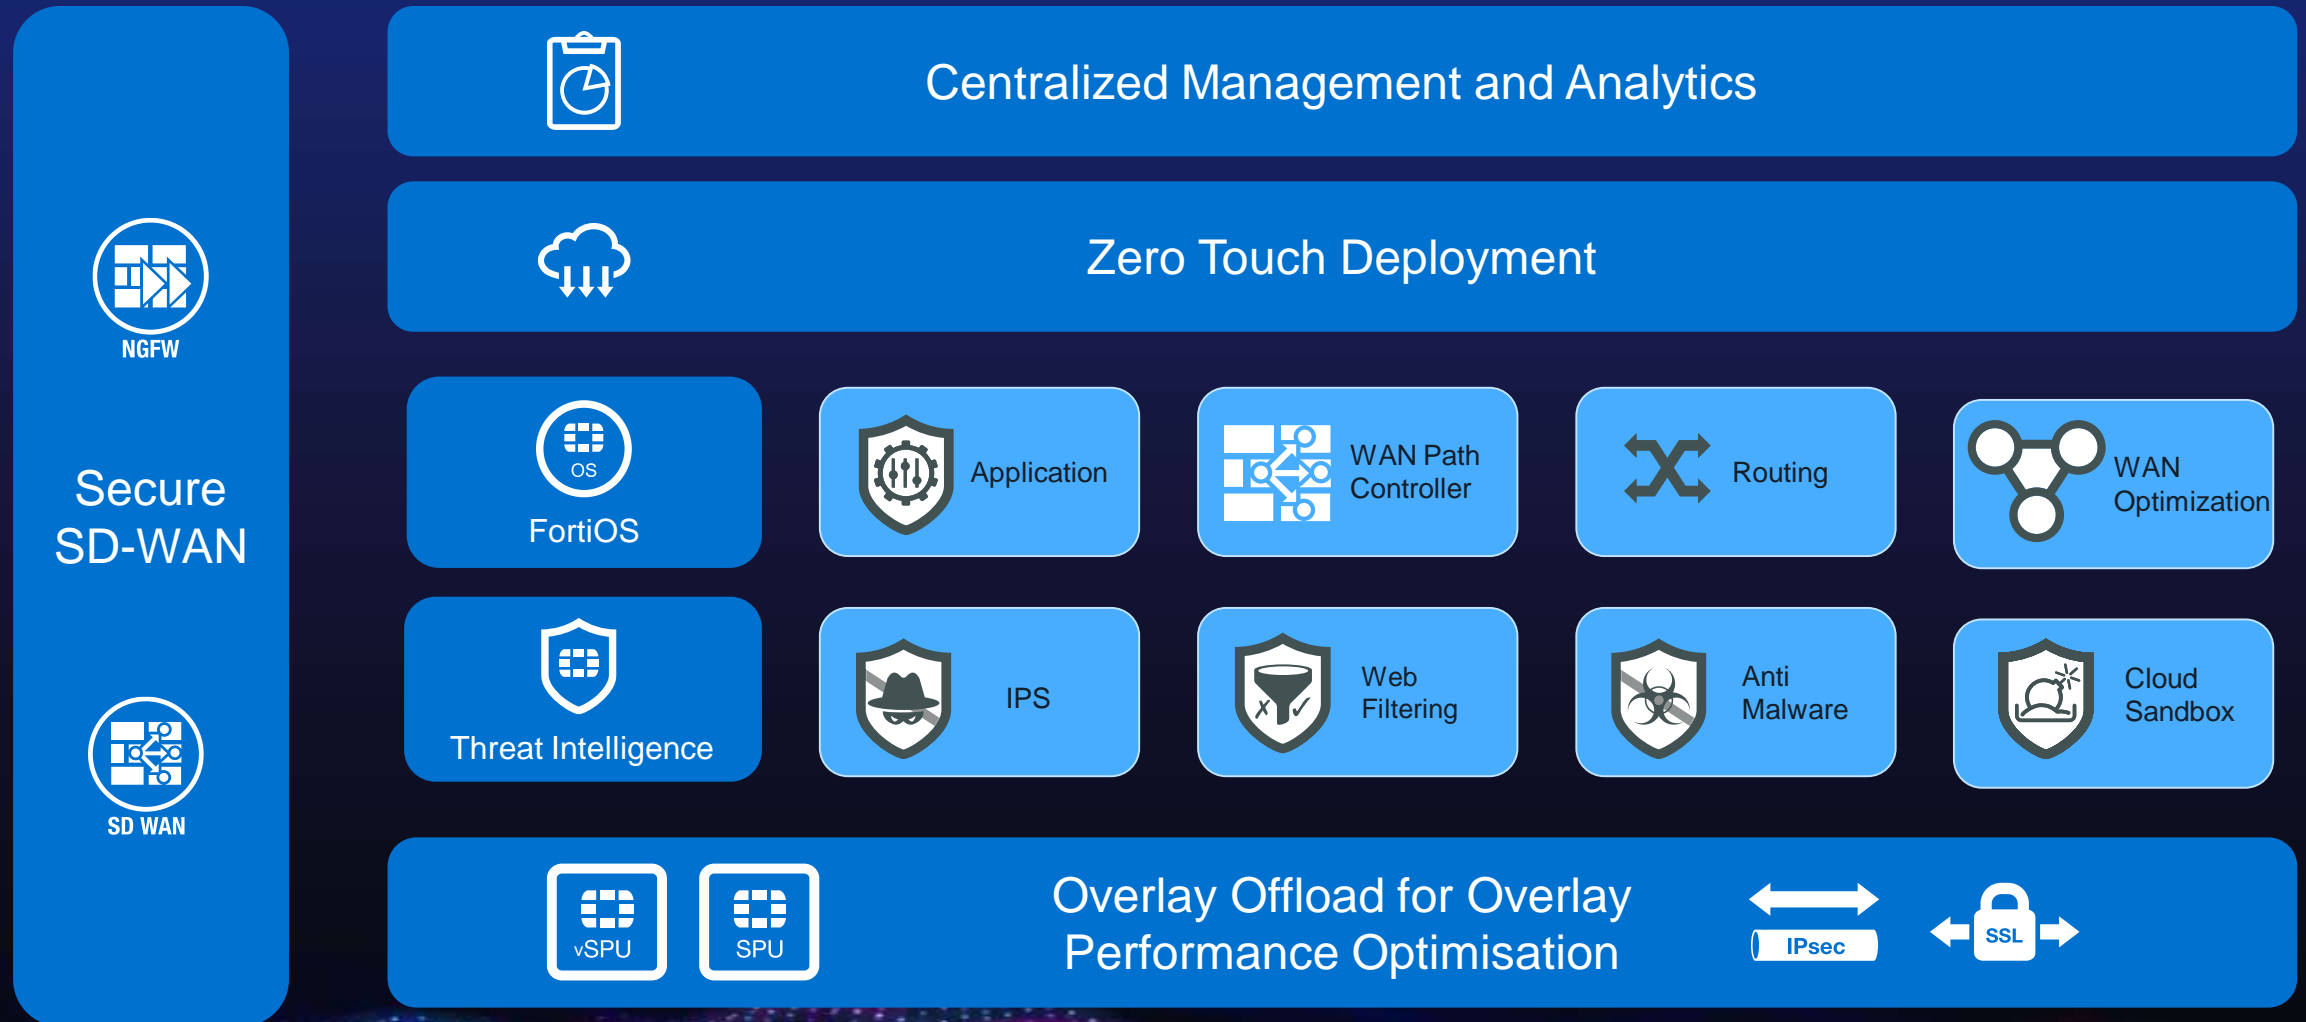 NGFW
Secure
SD-WAN
SD WAN
Centralized Management and Analytics
Zero Touch Deployment
OS
FortiOS
Application
WAN Path
Controller
Routing
WAN
Optimization
Threat Intelligence
IPS
Web
Filtering
Anti
Malware
Cloud
Sandbox
vSPU
SPU
Overlay Offload for Overlay
Performance Optimisation
IPsec
SSL